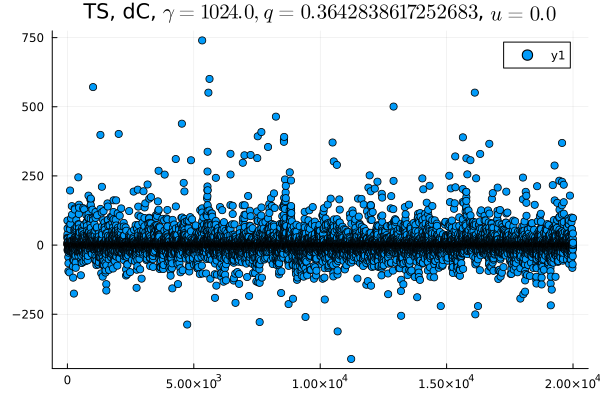 TS, dC, γ = 1024.0, q = 0.3642838617252683, u = 0.0
750
y1
500
250
0
−250
0 5.00×10³ 1.00×10⁴ 1.50×10⁴ 2.00×10⁴